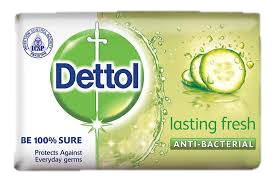 Dettol
lasting fresh
ANTI-BACTERIAL
BE 100% SURE
Protects Against
Everyday germs